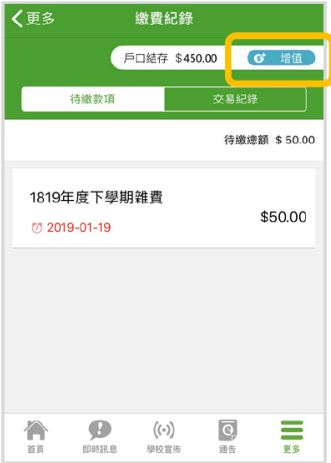 更多
繳費紀錄
戶口結存 $450.00
增值
待繳款項
交易紀錄
待繳總額 $ 50.00
1819年度下學期雜費
$50.00
2019-01-19
首頁
即時訊息
學校宣佈
通告
更多